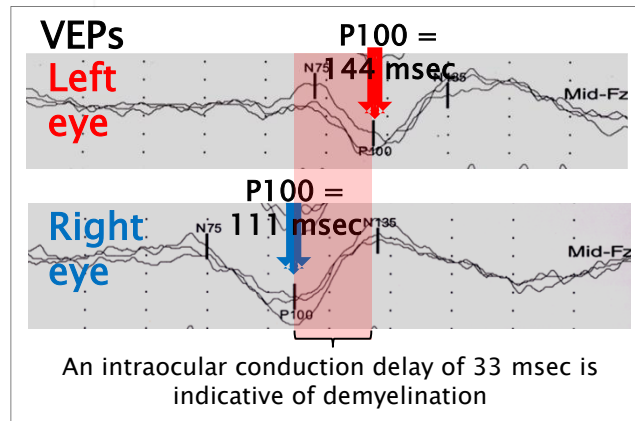 VEPs
Left
eye
P100 =
144 msec
N75
N135
Mid-Fz
P100
Right
eye
P100 =
111 msec
N75
N135
Mid-Fz
P100
An intraocular conduction delay of 33 msec is
indicative of demyelination